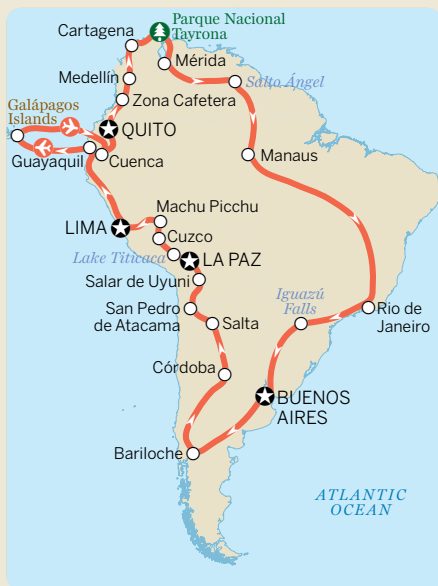 Parque Nacional
Tayrona
Cartagena
Mérida
Medellín
Salto Ángel
Zona Cafetera
Galápagos
Islands
QUITO
Guayaquil
Cuenca
Manaus
Machu Picchu
LIMA
Cuzco
Lake Titicaca
LA PAZ
Salar de Uyuni
Iguazú
Falls
San Pedro
de Atacama
Salta
Rio de
Janeiro
Córdoba
BUENOS
AIRES
Bariloche
ATLANTIC
OCEAN